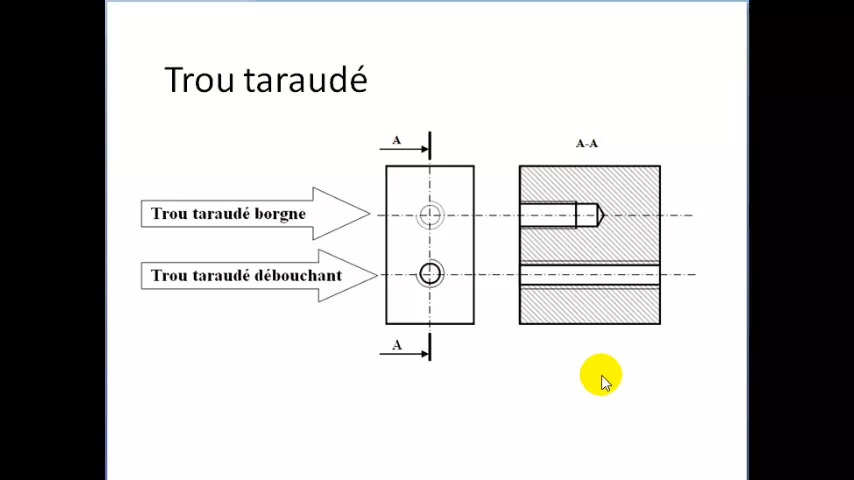 Trou taraudé
A
A-A
Trou taraudé borgne
Trou taraudé débouchant
A